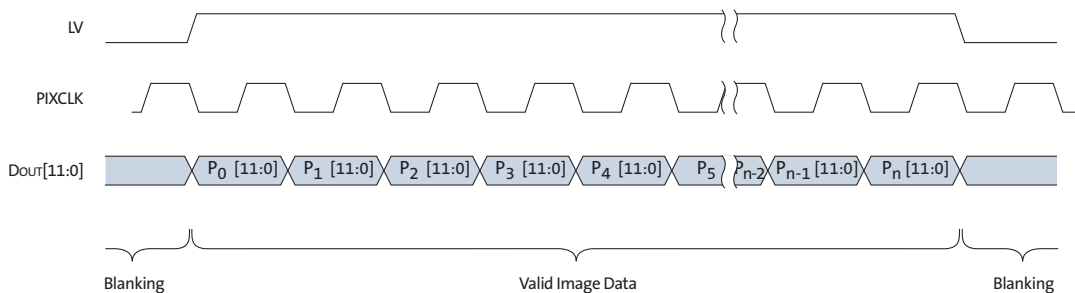 LV
PIXCLK
DOUT[11:0]
P0 [11:0] P1 [11:0] P2 [11:0] P3 [11:0] P4 [11:0] P5 Pn-2 Pn-1 [11:0] Pn [11:0]
Blanking Valid Image Data Blanking